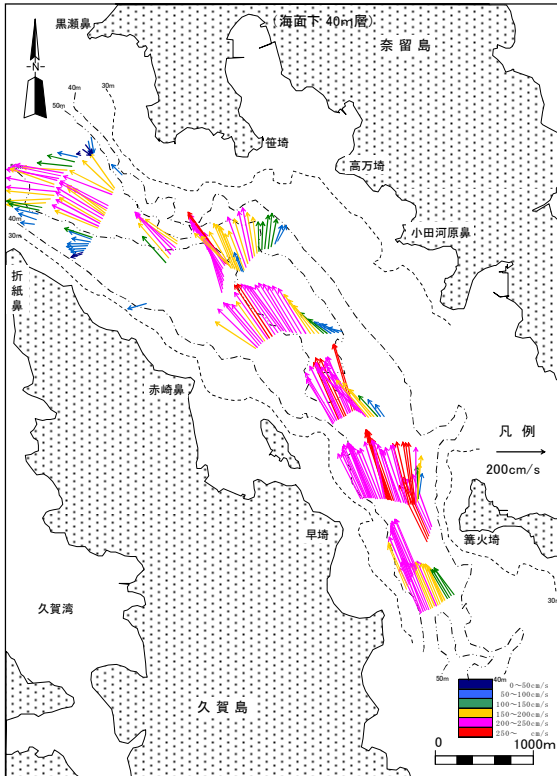 黒瀬鼻
(海面下 40m層)
奈留島
N
40m
30m
50m
笹埼
高万埼
小田河原鼻
40m
30m
折紙鼻
赤崎鼻
凡 例
200cm/s
早埼
篝火埼
30m
久賀湾
久賀島
50m
40m
0～50cm/s
50～100cm/s
100～150cm/s
150～200cm/s
200～250cm/s
250～ cm/s
0
1000m